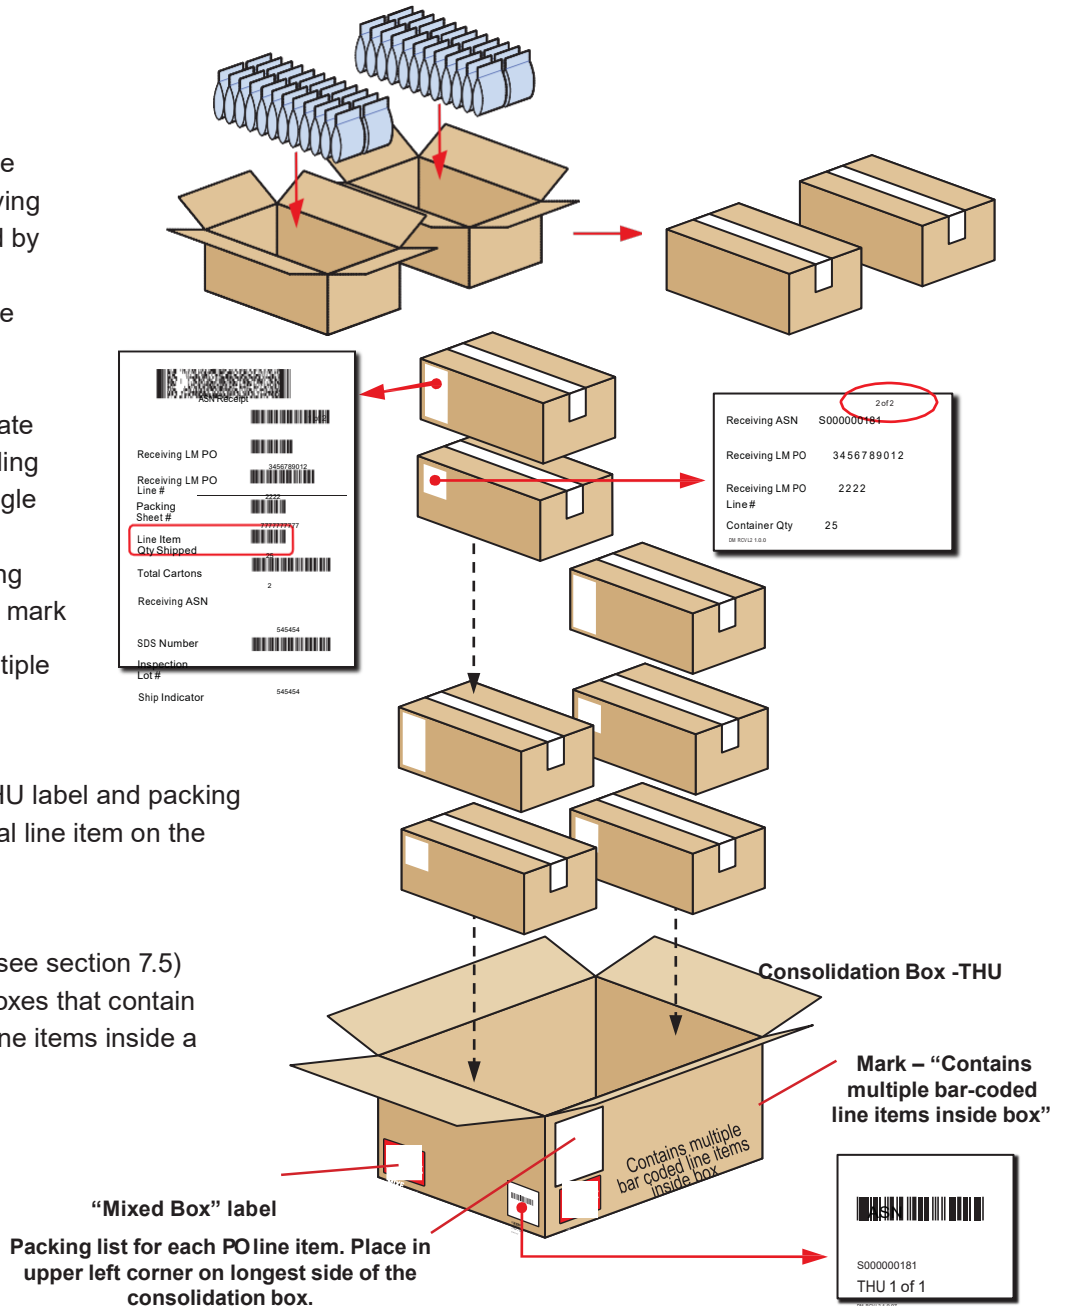 e
ving
d by
e
ate
ding
gle
ng
mark
tiple
HU label and packing
al line item on the
see section 7.5)
oxes that contain
ne items inside a
ASN Receipt
Receiving LM PO
3456789012
Receiving LM PO
Line #
2222
Packing
Sheet #
7777777777
Line Item
Qty Shipped
25
Total Cartons
2
Receiving ASN
545454
SDS Number
Inspection
Lot #
Ship Indicator
545454
2 of 2
Receiving ASN S000000181
Receiving LM PO 3456789012
Receiving LM PO 2222
Line #
Container Qty 25
DM RCVL2 1.0.0
Consolidation Box -THU
Mark – “Contains
multiple bar-coded
line items inside box”
Contains multiple
bar coded line items
inside box
“Mixed Box” label
Packing list for each PO line item. Place in
upper left corner on longest side of the
consolidation box.
ASN
S000000181
THU 1 of 1